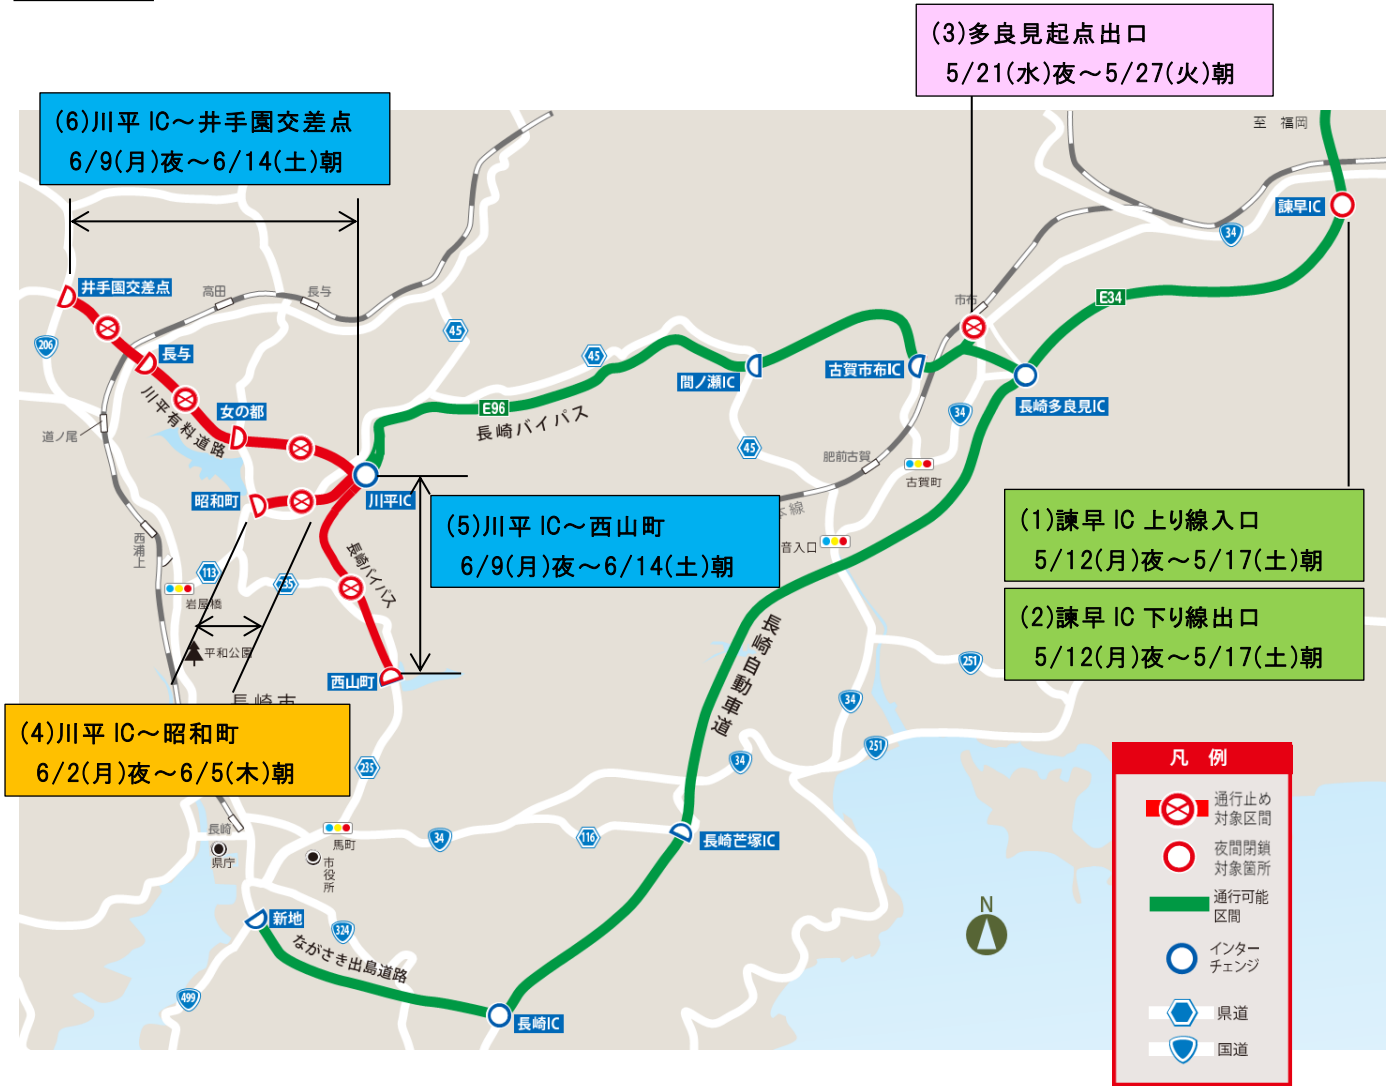 (3)多良見起点出口
5/21(水)夜～5/27(火)朝
(6)川平 IC～井手園交差点
6/9(月)夜～6/14(土)朝
至 福岡
諫早IC
34
井手園交差点
高田
長与
市布
E34
206
45
45
長与
間ノ瀬IC
古賀市布IC
長崎多良見IC
川平有料道路
女の都
E96
長崎バイパス
34
道ノ尾
45
肥前古賀
古賀町
昭和町
川平IC
(5)川平 IC～西山町
6/9(月)夜～6/14(土)朝
本線
音入口
(1)諫早 IC 上り線入口
5/12(月)夜～5/17(土)朝
西浦上
長崎バイパス
113
235
岩屋橋
(2)諫早 IC 下り線出口
5/12(月)夜～5/17(土)朝
平和公園
長崎自動車道
251
西山町
長崎市
34
(4)川平 IC～昭和町
6/2(月)夜～6/5(木)朝
251
34
235
凡 例
通行止め
対象区間
夜間閉鎖
対象箇所
通行可能
区間
インター
チェンジ
県道
国道
長崎
県庁
馬町
市役所
34
116
長崎芒塚IC
新地
324
ながさき出島道路
N
499
長崎IC